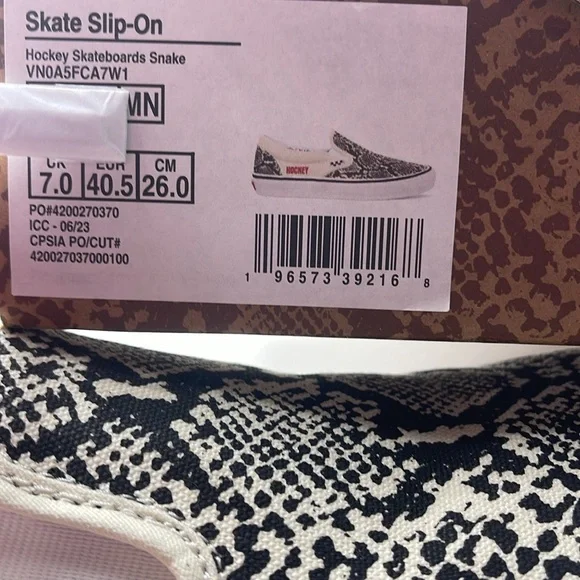 Skate Slip-On
Hockey Skateboards Snake
VN0A5FCA7W1
MN
UK EUR CM
7.0 40.5 26.0
HOCKEY
PO#4200270370
ICC - 06/23
CPSIA PO/CUT#
420027037000100
1 96573 39216 8